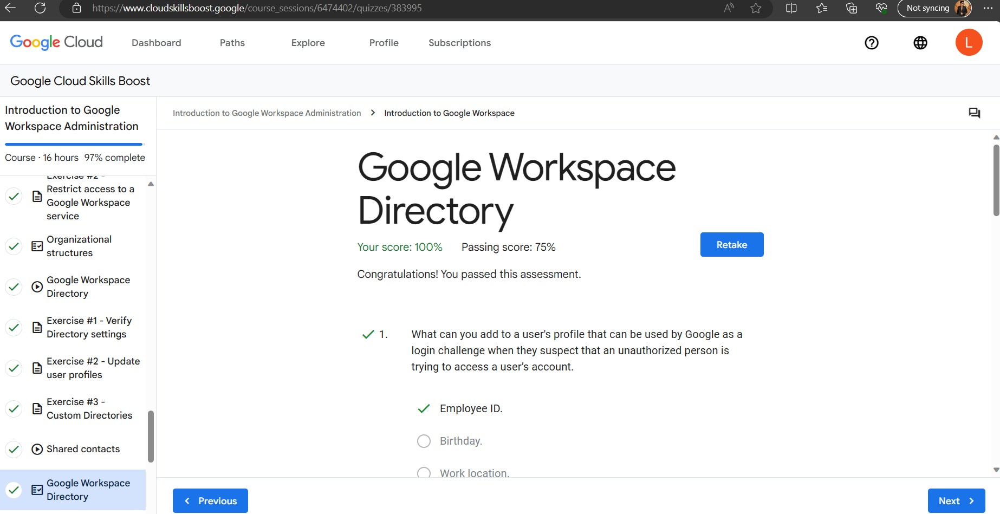 https://www.cloudskillsboost.google/course_sessions/6474402/quizzes/383995
Not syncing
Google Cloud
Dashboard
Paths
Explore
Profile
Subscriptions
L
Google Cloud Skills Boost
Introduction to Google
Workspace Administration
Course · 16 hours 97% complete
Exercise #2 -
Restrict access to a
Google Workspace
service
Organizational
structures
Google Workspace
Directory
Exercise #1 - Verify
Directory settings
Exercise #2 - Update
user profiles
Exercise #3 -
Custom Directories
Shared contacts
Google Workspace
Directory
Introduction to Google Workspace Administration > Introduction to Google Workspace
Google Workspace
Directory
Your score: 100% Passing score: 75%
Retake
Congratulations! You passed this assessment.
1. What can you add to a user's profile that can be used by Google as a
login challenge when they suspect that an unauthorized person is
trying to access a user’s account.
Employee ID.
Birthday.
Work location.
Previous
Next